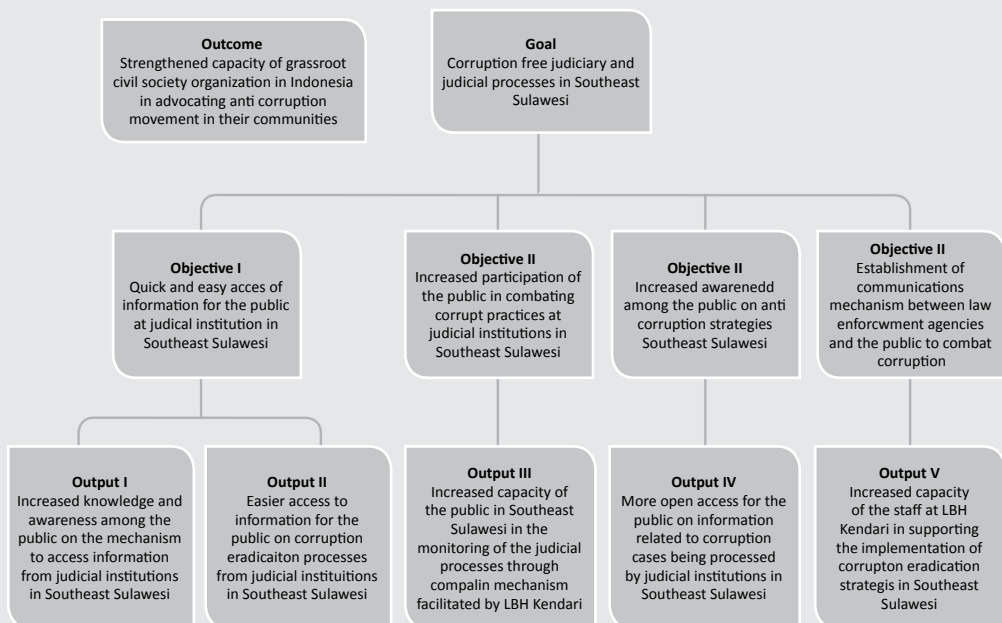 Outcome
Strengthened capacity of grassroot
civil society organization in Indonesia
in advocating anti corruption
movement in their communities
Goal
Corruption free judiciary and
judicial processes in Southeast
Sulawesi
Objective I
Quick and easy acces of
information for the public
at judical institution in
Southeast Sulawesi
Objective II
Increased participation of
the public in combating
corrupt practices at
judicial institutions in
Southeast Sulawesi
Objective II
Increased awarenedd
among the public on anti
corruption strategies
Southeast Sulawesi
Objective II
Establishment of
communications
mechanism between law
enforcwment agencies
and the public to combat
corruption
Output I
Increased knowledge and
awareness among the
public on the mechanism
to access information
from judicial institutions
in Southeast Sulawesi
Output II
Easier access to
information for the
public on corruption
eradicaiton processes
from judicial instituitions
in Southeast Sulawesi
Output III
Increased capacity of
the public in Southeast
Sulawesi in the
monitoring of the judicial
processes through
compalin mechanism
facilitated by LBH Kendari
Output IV
More open access for the
public on information
related to corruption
cases being processed
by judicial institutions in
Southeast Sulawesi
Output V
Increased capacity
of the staff at LBH
Kendari in supporting
the implementation of
corrupton eradication
strategis in Southeast
Sulawesi